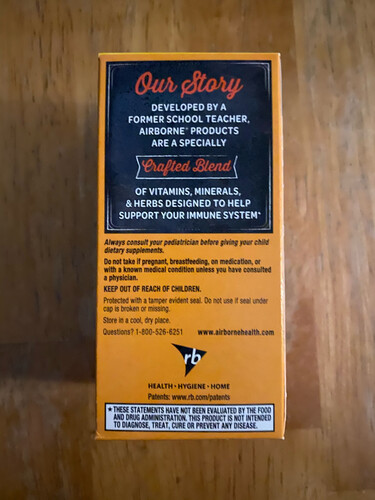 Our Story
DEVELOPED BY A
FORMER SCHOOL TEACHER,
AIRBORNE® PRODUCTS
ARE A SPECIALLY
Crafted Blend
OF VITAMINS, MINERALS,
& HERBS DESIGNED TO HELP
SUPPORT YOUR IMMUNE SYSTEM*
Always consult your pediatrician before giving your child
dietary supplements.
Do not take if pregnant, breastfeeding, on medication, or
with a known medical condition unless you have consulted
a physician.
KEEP OUT OF REACH OF CHILDREN.
Protected with a tamper evident seal. Do not use if seal under
cap is broken or missing.
Store in a cool, dry place.
Questions? 1-800-526-6251 www.airbornehealth.com
rb
HEALTH • HYGIENE • HOME
Patents: www.rb.com/patents
* THESE STATEMENTS HAVE NOT BEEN EVALUATED BY THE FOOD
AND DRUG ADMINISTRATION. THIS PRODUCT IS NOT INTENDED
TO DIAGNOSE, TREAT, CURE OR PREVENT ANY DISEASE.